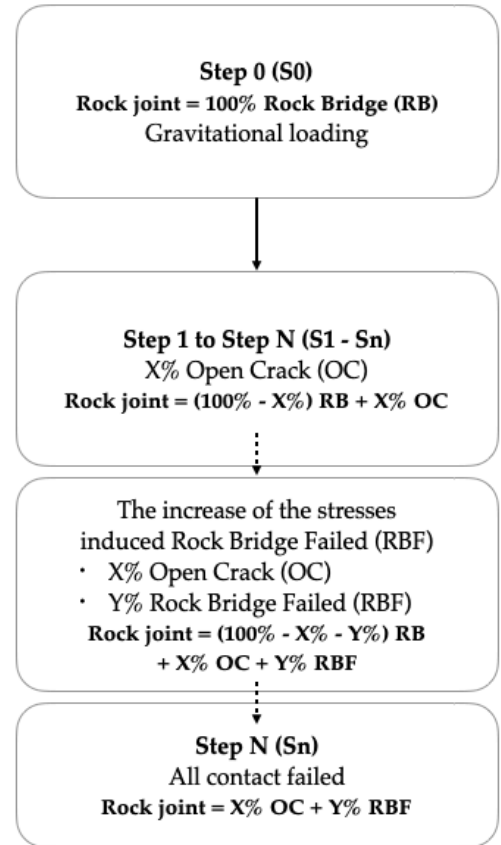 Step 0 (S0)
Rock joint = 100% Rock Bridge (RB)
Gravitational loading
Step 1 to Step N (S1 - Sn)
X% Open Crack (OC)
Rock joint = (100% - X%) RB + X% OC
The increase of the stresses
induced Rock Bridge Failed (RBF)
· X% Open Crack (OC)
· Y% Rock Bridge Failed (RBF)
Rock joint = (100% - X% - Y%) RB
+ X% OC + Y% RBF
Step N (Sn)
All contact failed
Rock joint = X% OC + Y% RBF